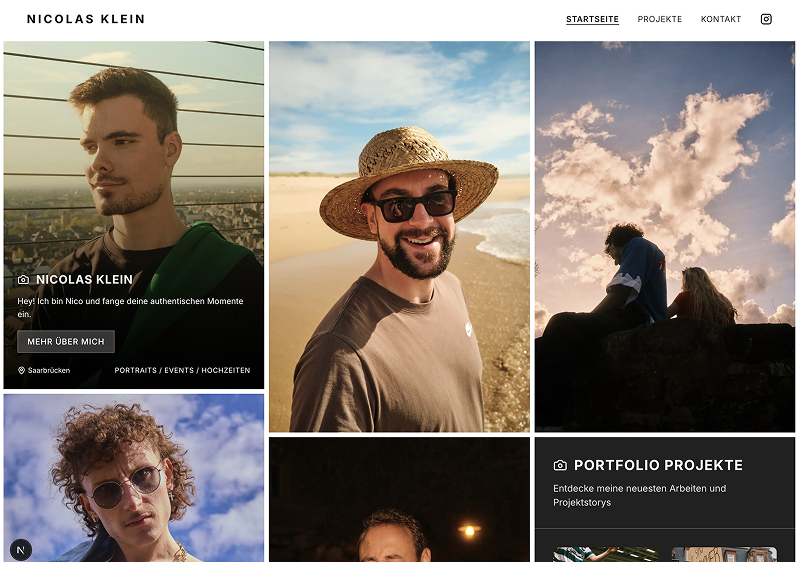 NICOLAS KLEIN
STARTSEITE
PROJEKTE
KONTAKT
NICOLAS KLEIN
Hey! Ich bin Nico und fange deine authentischen Momente
ein.
MEHR ÜBER MICH
Saarbrücken
PORTRAITS / EVENTS / HOCHZEITEN
PORTFOLIO PROJEKTE
Entdecke meine neuesten Arbeiten und
Projektstorys
N